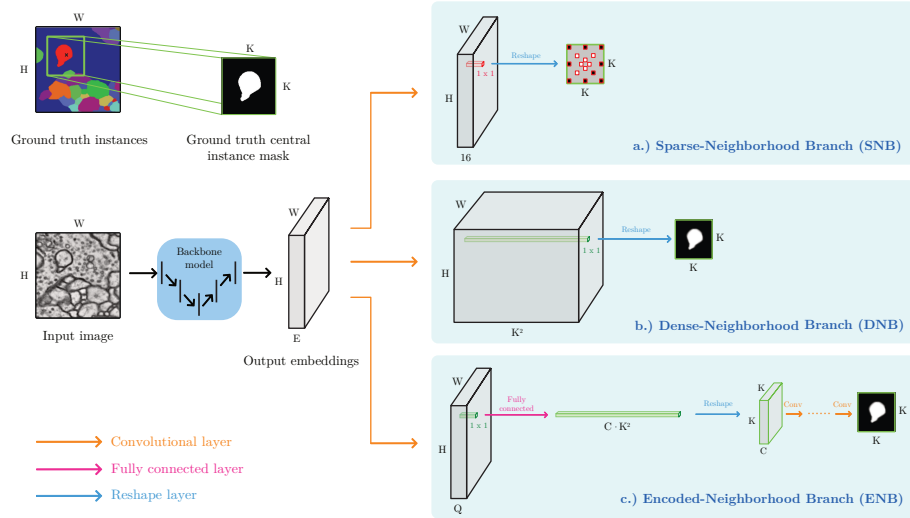 W
H
K
K
Ground truth instances
Ground truth central
instance mask
W
H
Input image
Backbone
model
W
H
E
Output embeddings
Convolutional layer
Fully connected layer
Reshape layer
W
H
16
1 x 1
Reshape
K
K
a.) Sparse-Neighborhood Branch (SNB)
W
H
K²
1 x 1
Reshape
K
K
b.) Dense-Neighborhood Branch (DNB)
W
H
Q
1 x 1
Fully
connected
C · K²
Reshape
K
K
C
Conv
Conv
K
K
c.) Encoded-Neighborhood Branch (ENB)